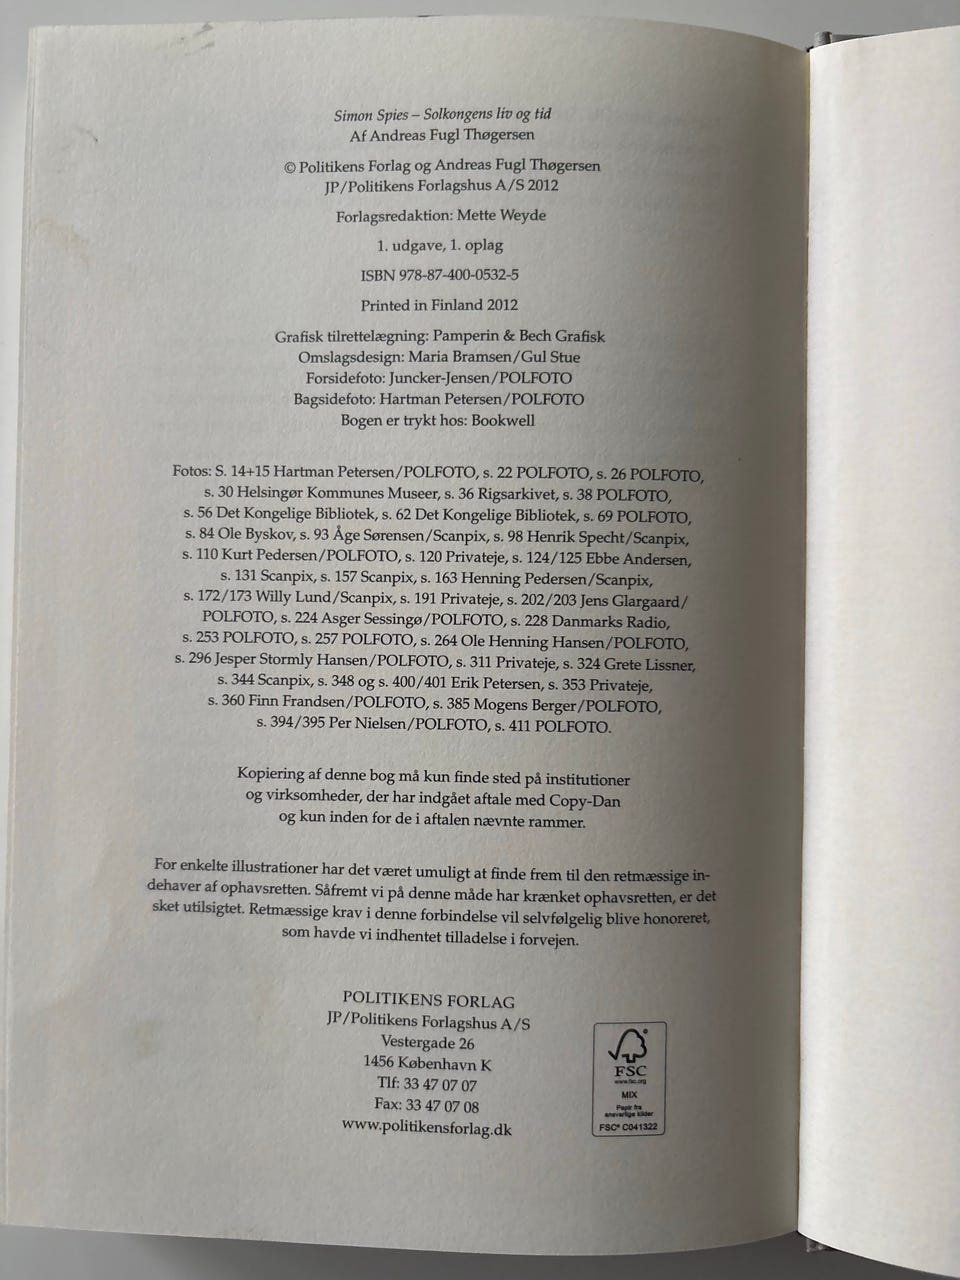 Simon Spies – Solkongens liv og tid
Af Andreas Fugl Thøgersen
© Politikens Forlag og Andreas Fugl Thøgersen
JP/Politikens Forlagshus A/S 2012
Forlagsredaktion: Mette Weyde
1. udgave, 1. oplag
ISBN 978-87-400-0532-5
Printed in Finland 2012
Grafisk tilrettelægning: Pamperin & Bech Grafisk
Omslagsdesign: Maria Bramsen/Gul Stue
Forsidefoto: Juncker-Jensen/POLFOTO
Bagsidefoto: Hartman Petersen/POLFOTO
Bogen er trykt hos: Bookwell
Fotos: S. 14+15 Hartman Petersen/POLFOTO, s. 22 POLFOTO, s. 26 POLFOTO,
s. 30 Helsingør Kommunes Museer, s. 36 Rigsarkivet, s. 38 POLFOTO,
s. 56 Det Kongelige Bibliotek, s. 62 Det Kongelige Bibliotek, s. 69 POLFOTO,
s. 84 Ole Byskov, s. 93 Åge Sørensen/Scanpix, s. 98 Henrik Specht/Scanpix,
s. 110 Kurt Pedersen/POLFOTO, s. 120 Privateje, s. 124/125 Ebbe Andersen,
s. 131 Scanpix, s. 157 Scanpix, s. 163 Henning Pedersen/Scanpix,
s. 172/173 Willy Lund/Scanpix, s. 191 Privateje, s. 202/203 Jens Glargaard/
POLFOTO, s. 224 Asger Sessingø/POLFOTO, s. 228 Danmarks Radio,
s. 253 POLFOTO, s. 257 POLFOTO, s. 264 Ole Henning Hansen/POLFOTO,
s. 296 Jesper Stormly Hansen/POLFOTO, s. 311 Privateje, s. 324 Grete Lissner,
s. 344 Scanpix, s. 348 og s. 400/401 Erik Petersen, s. 353 Privateje,
s. 360 Finn Frandsen/POLFOTO, s. 385 Mogens Berger/POLFOTO,
s. 394/395 Per Nielsen/POLFOTO, s. 411 POLFOTO.
Kopiering af denne bog må kun finde sted på institutioner
og virksomheder, der har indgået aftale med Copy-Dan
og kun inden for de i aftalen nævnte rammer.
For enkelte illustrationer har det været umuligt at finde frem til den retmæssige in-
dehaver af ophavsretten. Såfremt vi på denne måde har krænket ophavsretten, er det
sket utilsigtet. Retmæssige krav i denne forbindelse vil selvfølgelig blive honoreret,
som havde vi indhentet tilladelse i forvejen.
POLITIKENS FORLAG
JP/Politikens Forlagshus A/S
Vestergade 26
1456 København K
Tlf: 33 47 07 07
Fax: 33 47 07 08
www.politikensforlag.dk
FSC
www.fsc.org
MIX
Papir fra
ansvarlige kilder
FSC® C041322